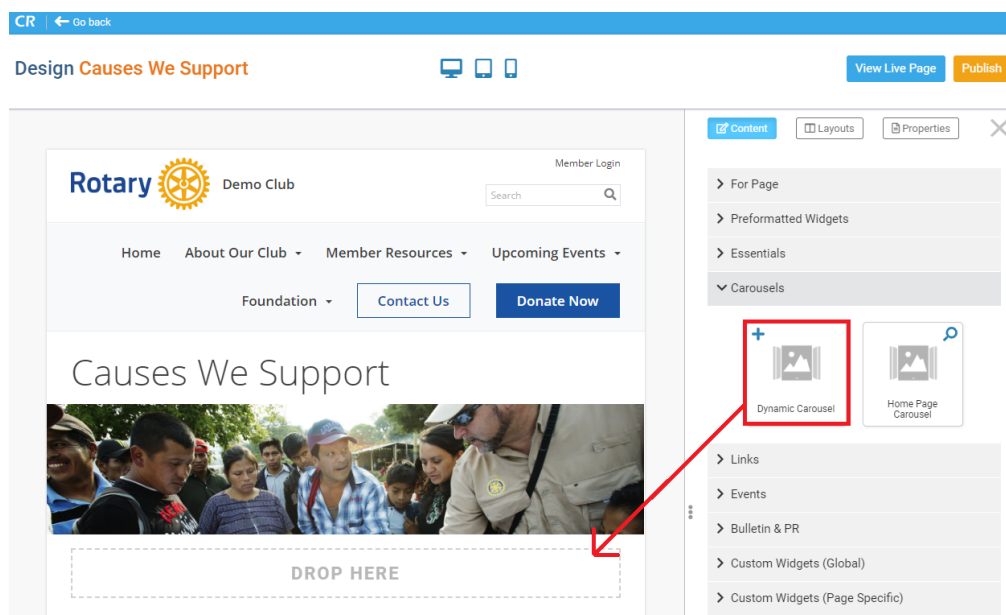 CR Go back
Design Causes We Support
View Live Page Publish
Content Layouts Properties
Rotary Demo Club
Member Login
Search
Home About Our Club Member Resources Upcoming Events
Foundation Contact Us Donate Now
Causes We Support
DROP HERE
For Page
Preformatted Widgets
Essentials
Carousels
Dynamic Carousel
Home Page
Carousel
Links
Events
Bulletin & PR
Custom Widgets (Global)
Custom Widgets (Page Specific)